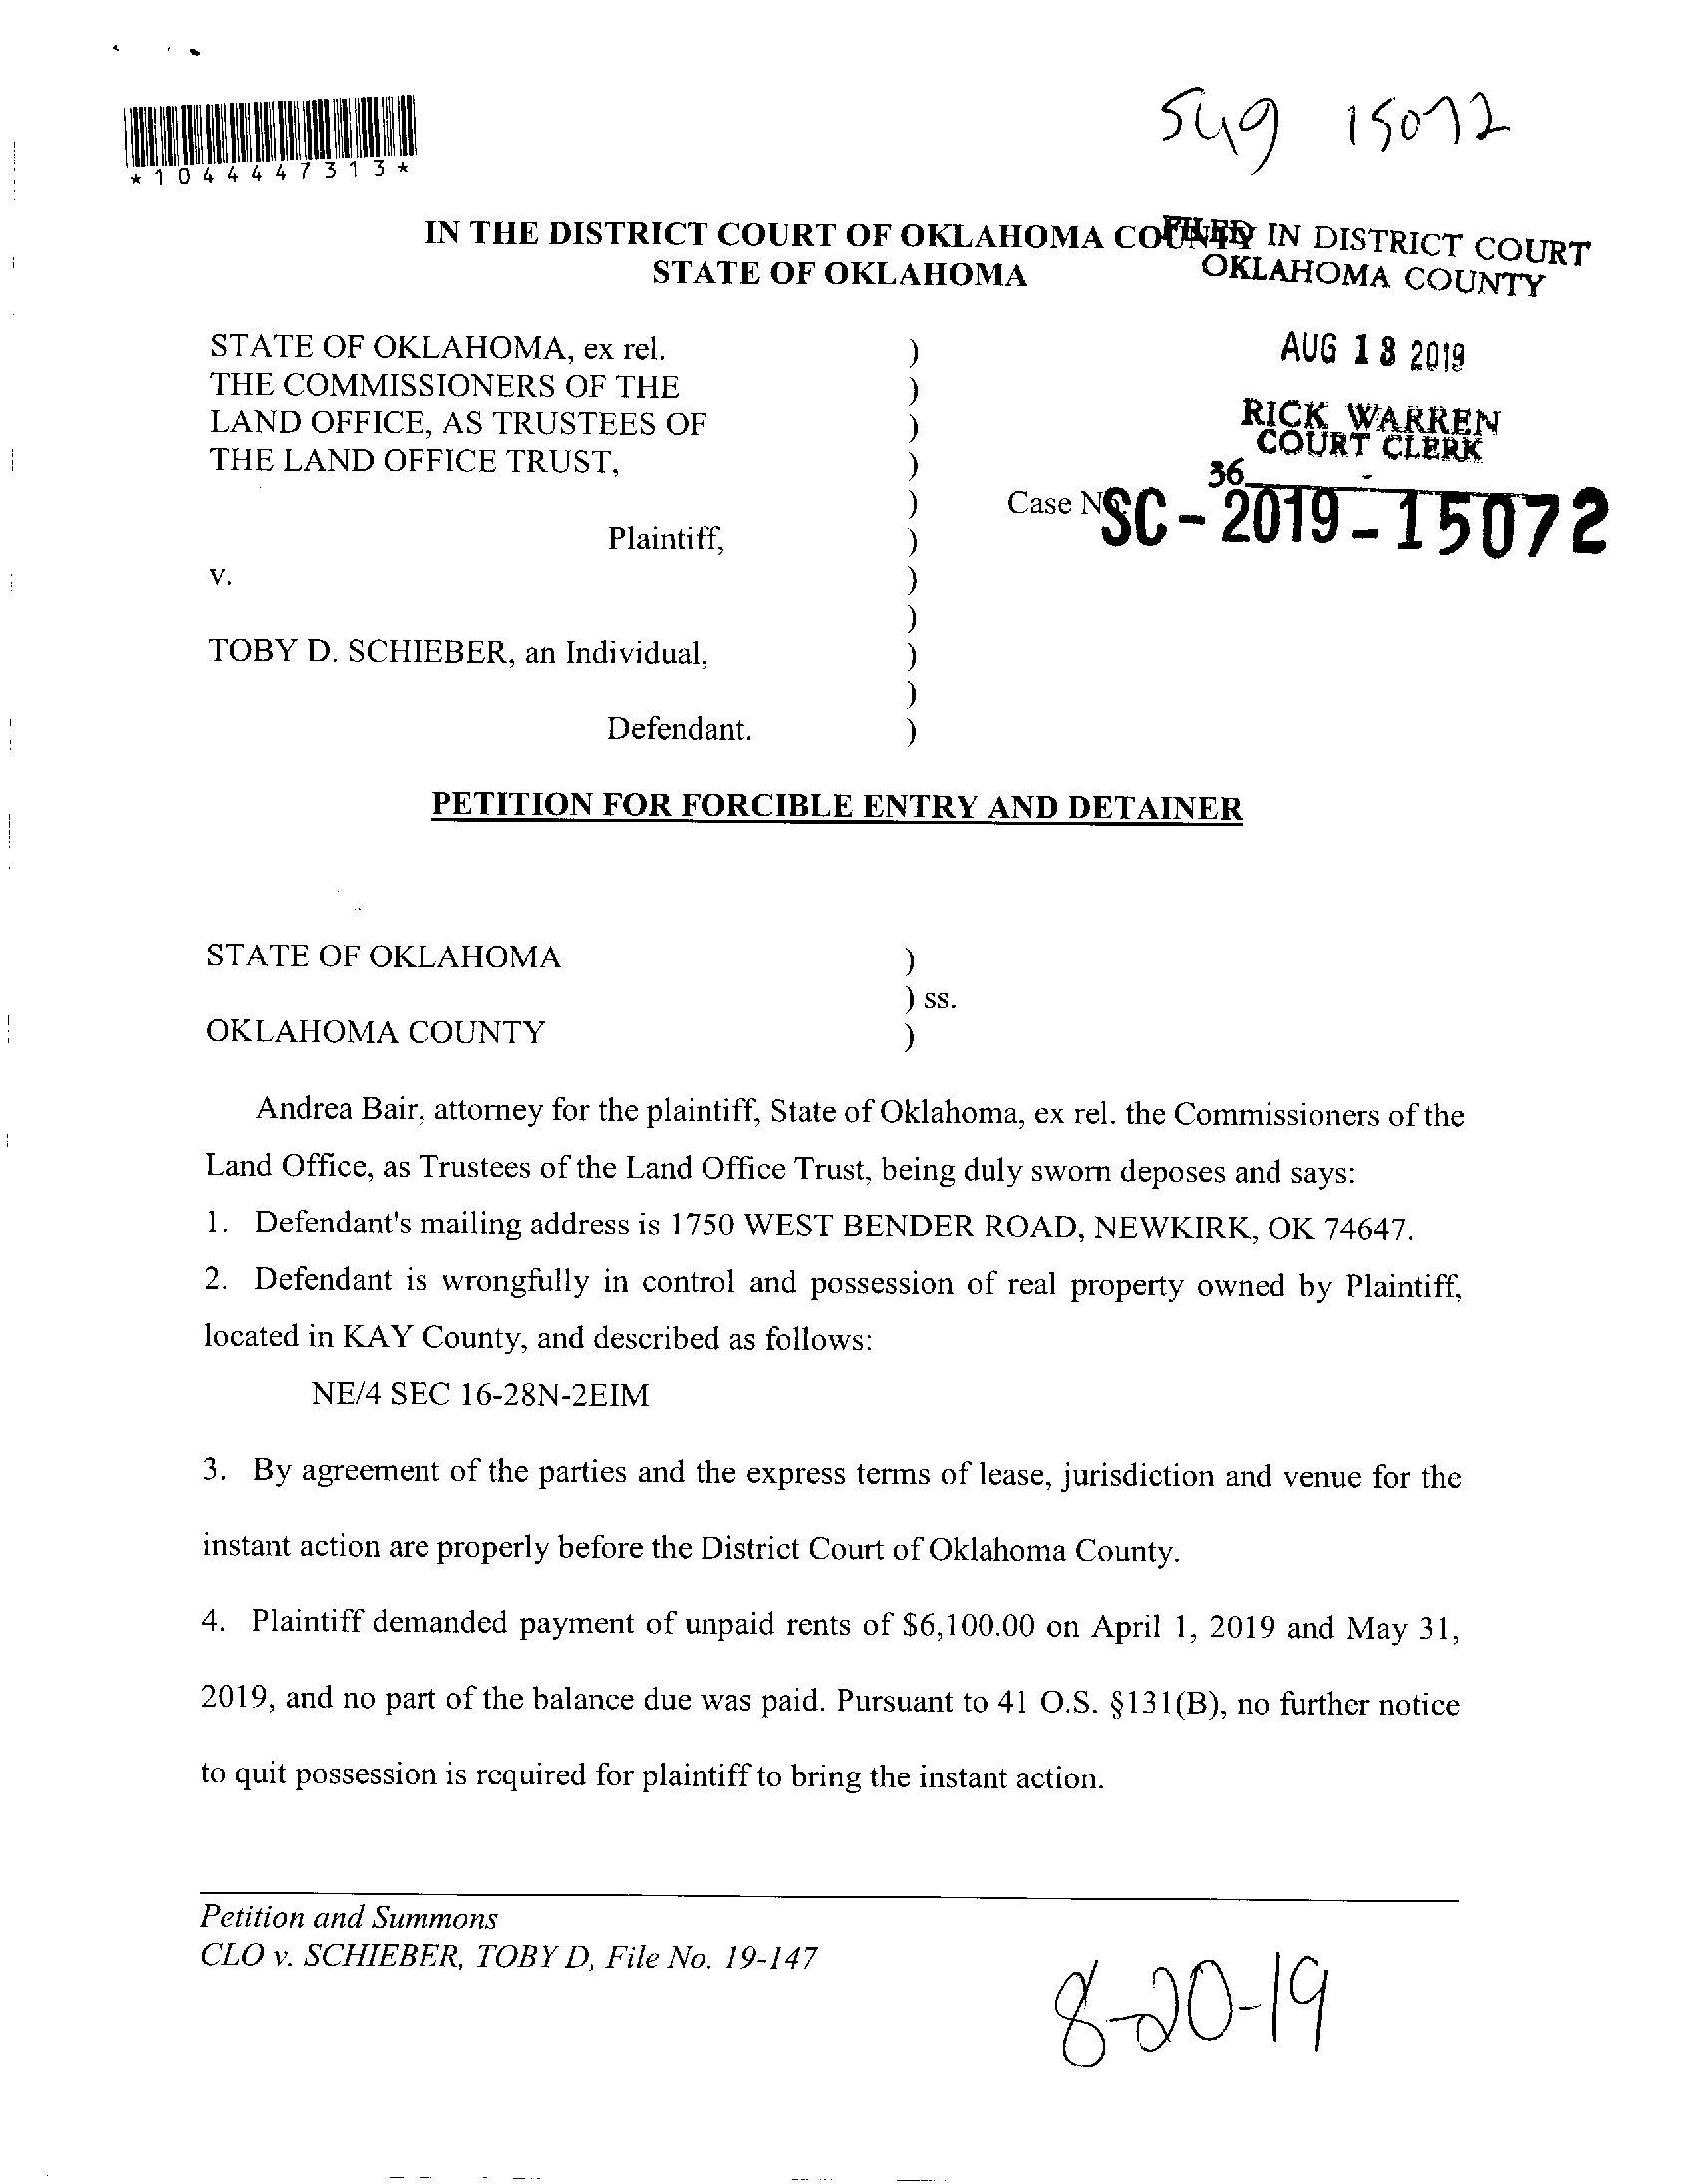 *1044447313*
IN THE DISTRICT COURT OF OKLAHOMA COUNTY
STATE OF OKLAHOMA
FILED IN DISTRICT COURT
OKLAHOMA COUNTY
AUG 13 2019
RICK WARREN
COURT CLERK
36
STATE OF OKLAHOMA, ex rel. )
THE COMMISSIONERS OF THE )
LAND OFFICE, AS TRUSTEES OF )
THE LAND OFFICE TRUST, )
) Case No. SC-2019-15072
Plaintiff, )
v. )
)
TOBY D. SCHIEBER, an Individual, )
)
Defendant. )
PETITION FOR FORCIBLE ENTRY AND DETAINER
STATE OF OKLAHOMA )
) ss.
OKLAHOMA COUNTY )
Andrea Bair, attorney for the plaintiff, State of Oklahoma, ex rel. the Commissioners of the
Land Office, as Trustees of the Land Office Trust, being duly sworn deposes and says:
1. Defendant's mailing address is 1750 WEST BENDER ROAD, NEWKIRK, OK 74647.
2. Defendant is wrongfully in control and possession of real property owned by Plaintiff,
located in KAY County, and described as follows:
NE/4 SEC 16-28N-2EIM
3. By agreement of the parties and the express terms of lease, jurisdiction and venue for the
instant action are properly before the District Court of Oklahoma County.
4. Plaintiff demanded payment of unpaid rents of $6,100.00 on April 1, 2019 and May 31,
2019, and no part of the balance due was paid. Pursuant to 41 O.S. §131(B), no further notice
to quit possession is required for plaintiff to bring the instant action.
Petition and Summons
CLO v. SCHIEBER, TOBY D, File No. 19-147
8-20-19